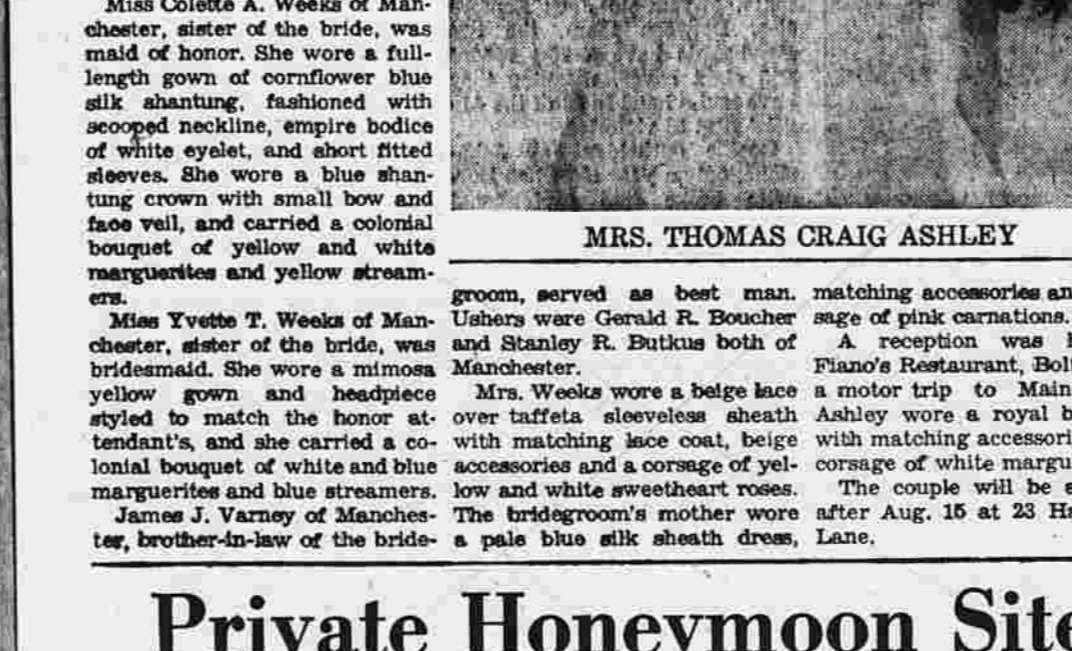 Miss Colette A. Weeks of Man-
chester, sister of the bride, was
maid of honor. She wore a full-
length gown of cornflower blue
silk shantung, fashioned with
scooped neckline, empire bodice
of white eyelet, and short fitted
sleeves. She wore a blue shan-
tung crown with small bow and
face veil, and carried a colonial
bouquet of yellow and white
marguerites and yellow stream-
ers.
Miss Yvette T. Weeks of Man-
chester, sister of the bride, was
bridesmaid. She wore a mimosa
yellow gown and headpiece
styled to match the honor at-
tendant's, and she carried a co-
lonial bouquet of white and blue
marguerites and blue streamers.
James J. Varney of Manches-
ter, brother-in-law of the bride-
MRS. THOMAS CRAIG ASHLEY
groom, served as best man.
Ushers were Gerald R. Boucher
and Stanley R. Butkus both of
Manchester.
Mrs. Weeks wore a beige lace
over taffeta sleeveless sheath
with matching lace coat, beige
accessories and a corsage of yel-
low and white sweetheart roses.
The bridegroom's mother wore
a pale blue silk sheath dress,
matching accessories an
sage of pink carnations.
A reception was
Fiano's Restaurant, Bolt
a motor trip to Main
Ashley wore a royal b
with matching accessori
corsage of white margu
The couple will be
after Aug. 15 at 23 Ha
Lane.
Private Honeymoon Site